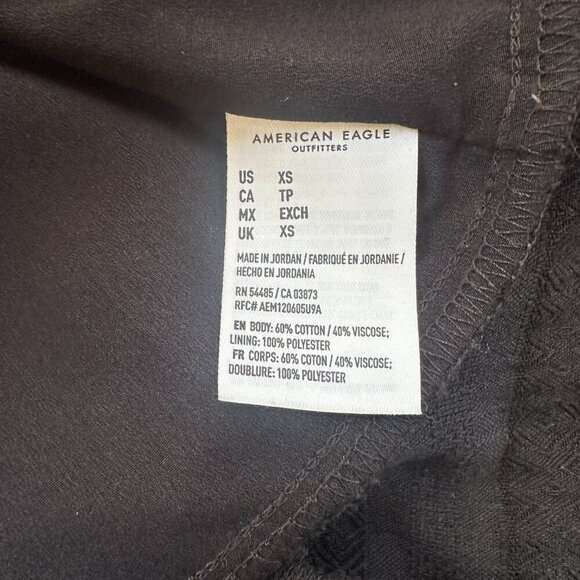 AMERICAN EAGLE
OUTFITTERS
US XS
CA TP
MX EXCH
UK XS
MADE IN JORDAN / FABRIQUÉ EN JORDANIE /
HECHO EN JORDANIA
RN 54485 / CA 03873
RFC# AEM120605U9A
EN BODY: 60% COTTON / 40% VISCOSE;
LINING: 100% POLYESTER
FR CORPS: 60% COTON / 40% VISCOSE;
DOUBLURE: 100% POLYESTER